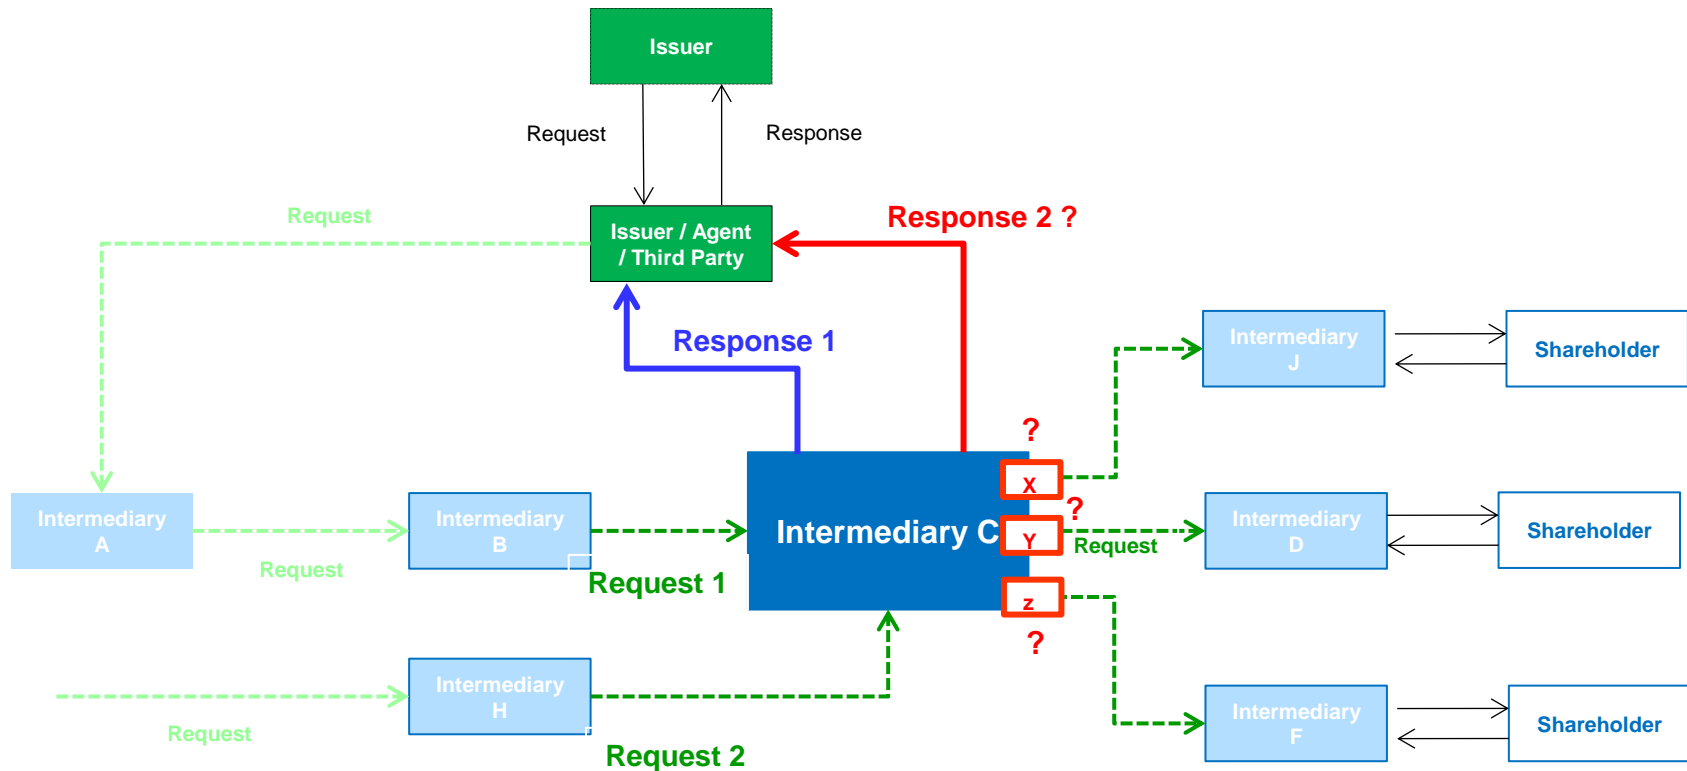 Issuer
Request
Response
Request
Issuer / Agent
/ Third Party
Response 2 ?
Response 1
Intermediary
J
Shareholder
?
X
Intermediary
A
Request
Intermediary
B
Request 1
Intermediary C
?
Y
Request
Intermediary
D
Shareholder
z
?
Request
Intermediary
H
Request 2
Intermediary
F
Shareholder